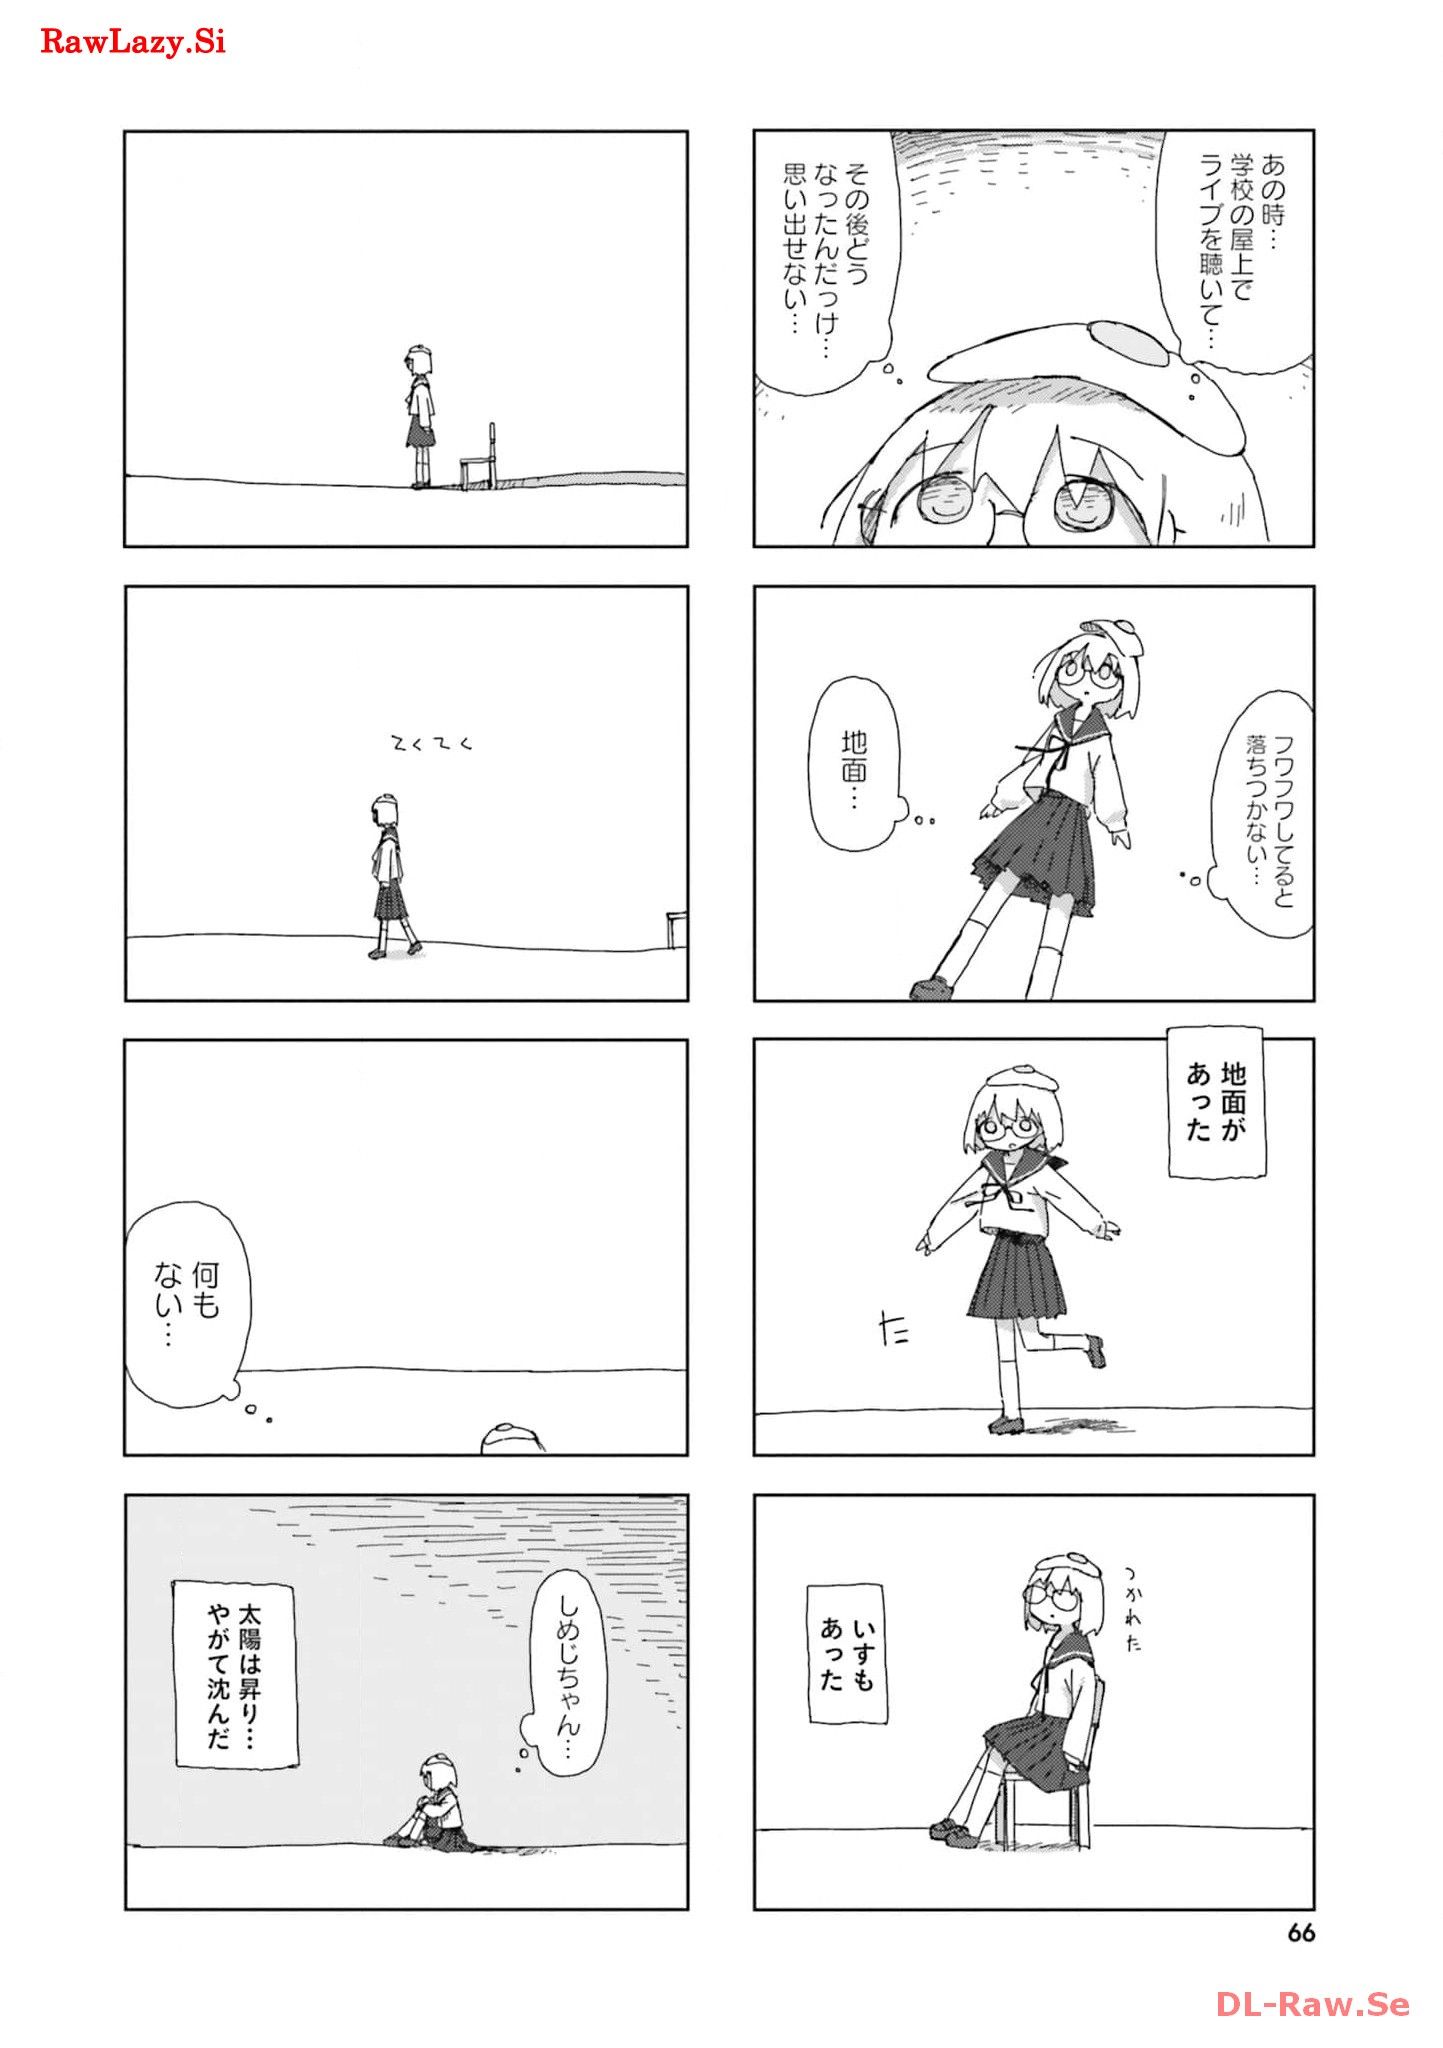 RawLazy.Si
あの時…
学校の屋上で
ライブを聴いて…
その後どう
なったんだっけ…
思い出せない…
フワフワしてると
落ちつかない…
地面…
地面が
あった
た
つかれた
いすも
あった
てくてく
何も
ない…
しめじちゃん…
太陽は昇り…
やがて沈んだ
66
DL-Raw.Se